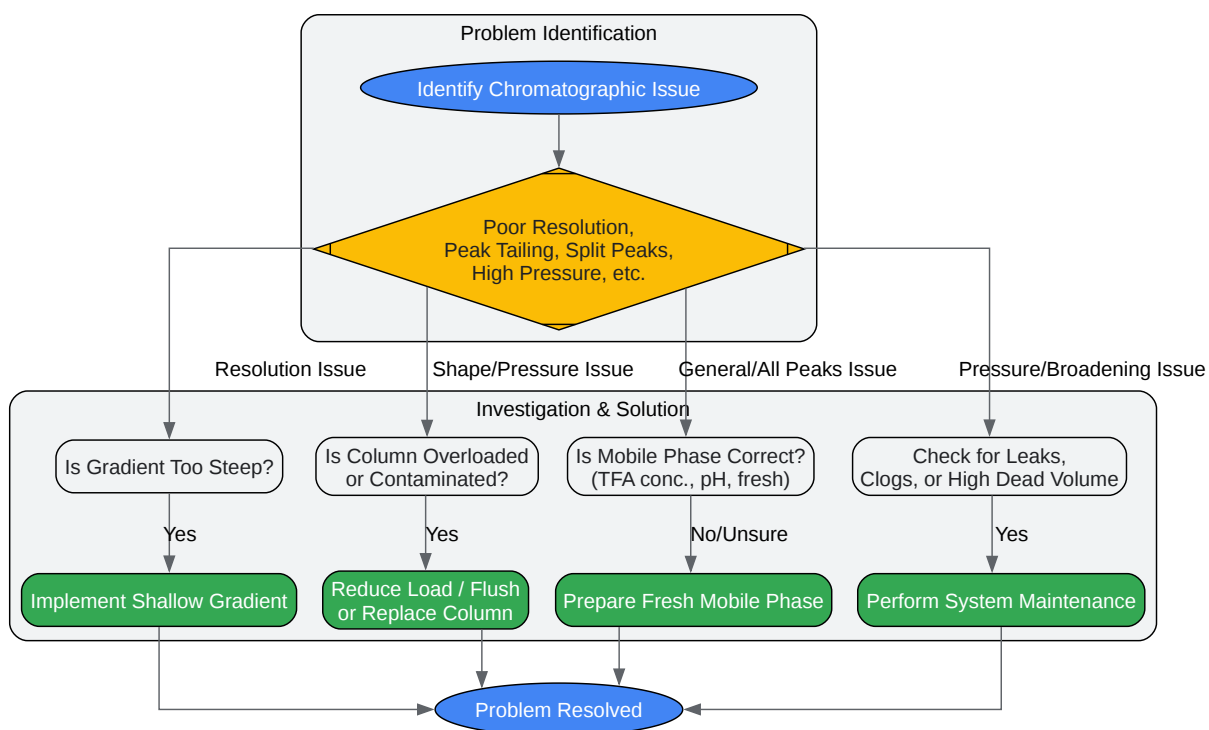 Problem Identification
Identify Chromatographic Issue
Poor Resolution,
Peak Tailing, Split Peaks,
High Pressure, etc.
Resolution Issue
Shape/Pressure Issue
General/All Peaks Issue
Pressure/Broadening Issue
Investigation & Solution
Is Gradient Too Steep?
Is Column Overloaded
or Contaminated?
Is Mobile Phase Correct?
(TFA conc., pH, fresh)
Check for Leaks,
Clogs, or High Dead Volume
Yes
Yes
No/Unsure
Yes
Implement Shallow Gradient
Reduce Load / Flush
or Replace Column
Prepare Fresh Mobile Phase
Perform System Maintenance
Problem Resolved